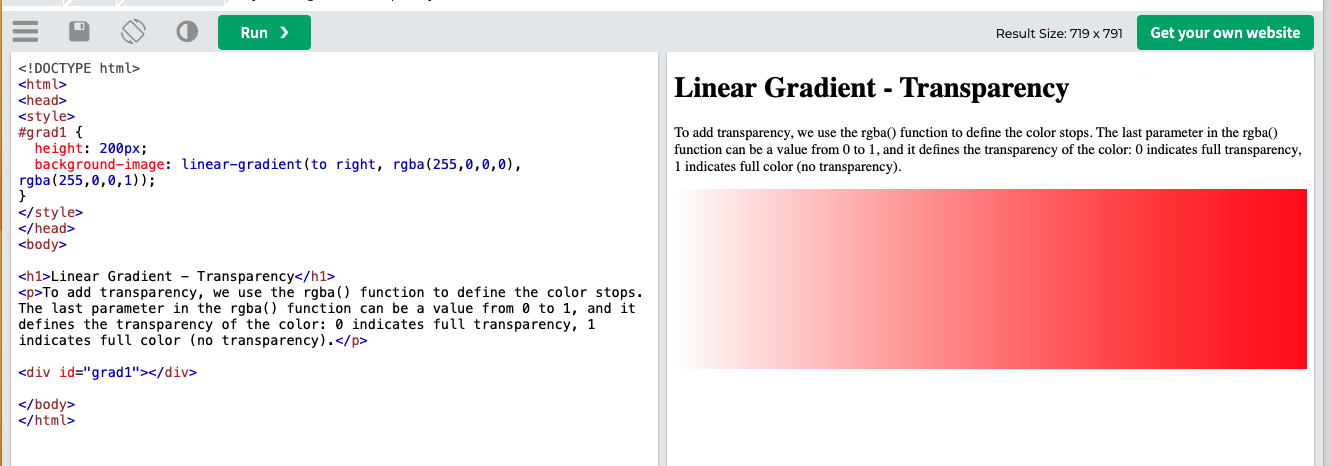 Run ❯
Result Size: 719 x 791
Get your own website
<!DOCTYPE html>
<html>
<head>
<style>
#grad1 {
  height: 200px;
  background-image: linear-gradient(to right, rgba(255,0,0,0),
rgba(255,0,0,1));
}
</style>
</head>
<body>

<h1>Linear Gradient - Transparency</h1>
<p>To add transparency, we use the rgba() function to define the color stops.
The last parameter in the rgba() function can be a value from 0 to 1, and it
defines the transparency of the color: 0 indicates full transparency, 1
indicates full color (no transparency).</p>

<div id="grad1"></div>

</body>
</html>
Linear Gradient - Transparency
To add transparency, we use the rgba() function to define the color stops. The last parameter in the rgba()
function can be a value from 0 to 1, and it defines the transparency of the color: 0 indicates full transparency,
1 indicates full color (no transparency).